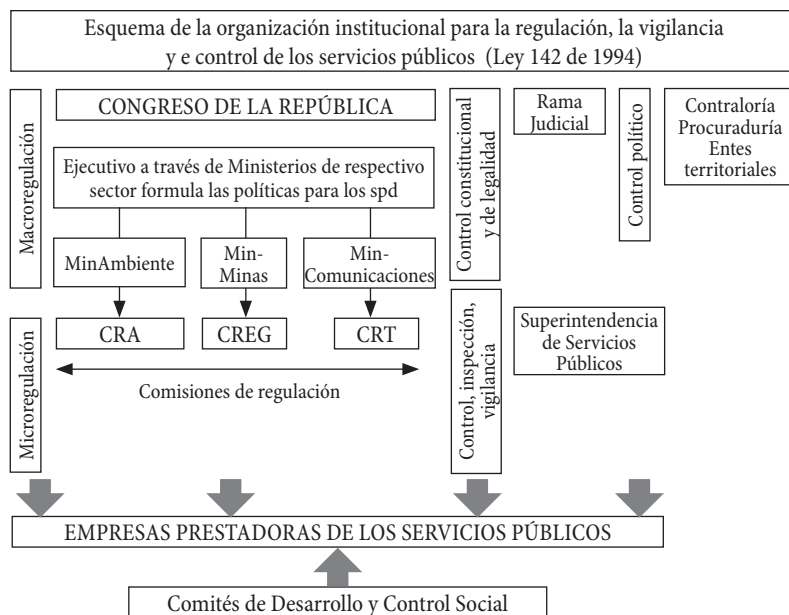 Esquema de la organización institucional para la regulación, la vigilancia
y e control de los servicios públicos (Ley 142 de 1994)
Macroregulación
CONGRESO DE LA REPÚBLICA
Ejecutivo a través de Ministerios de respectivo
sector formula las políticas para los spd
MinAmbiente
Min-
Minas
Min-
Comunicaciones
Control constitucional
y de legalidad
Rama
Judicial
Control político
Contraloría
Procuraduría
Entes
territoriales
Microregulación
CRA
CREG
CRT
Comisiones de regulación
Control, inspección,
vigilancia
Superintendencia
de Servicios
Públicos
EMPRESAS PRESTADORAS DE LOS SERVICIOS PÚBLICOS
Comités de Desarrollo y Control Social